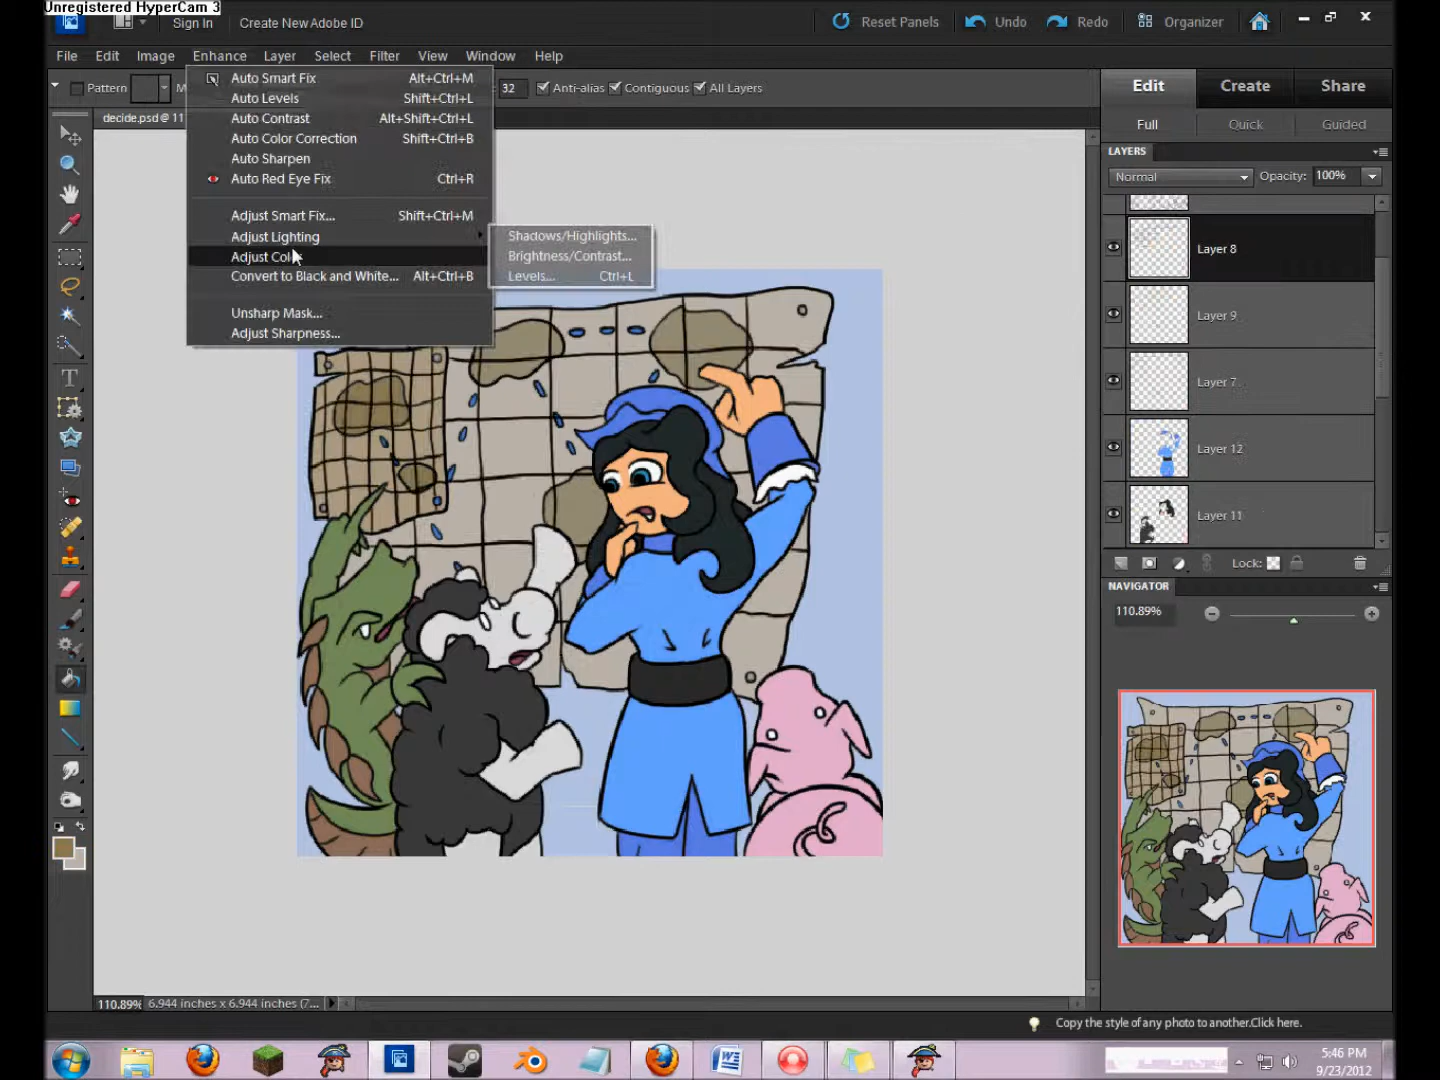 Unregistered HyperCam 3
Sign In
Create New Adobe ID
Reset Panels
Undo
Redo
Organizer
File Edit Image Enhance Layer Select Filter View Window Help
Pattern
32 Anti-alias Contiguous All Layers
Edit Create Share
Full Quick Guided
decide.psd @ 11
Auto Smart Fix Alt+Ctrl+M
Auto Levels Shift+Ctrl+L
Auto Contrast Alt+Shift+Ctrl+L
Auto Color Correction Shift+Ctrl+B
Auto Sharpen
Auto Red Eye Fix Ctrl+R
Adjust Smart Fix... Shift+Ctrl+M
Adjust Lighting
Adjust
Convert to Black and White... Alt+Ctrl+B
Unsharp Mask...
Adjust Sharpness...
Shadows/Highlights...
Brightness/Contrast...
Levels... Ctrl+L
LAYERS
Normal Opacity: 100%
Layer 8
Layer 9
Layer 7
Layer 12
Layer 11
Lock:
NAVIGATOR
110.89%
110.89% 6.944 inches x 6.944 inches (7...
Copy the style of any photo to another.Click here.
5:46 PM
9/23/2012